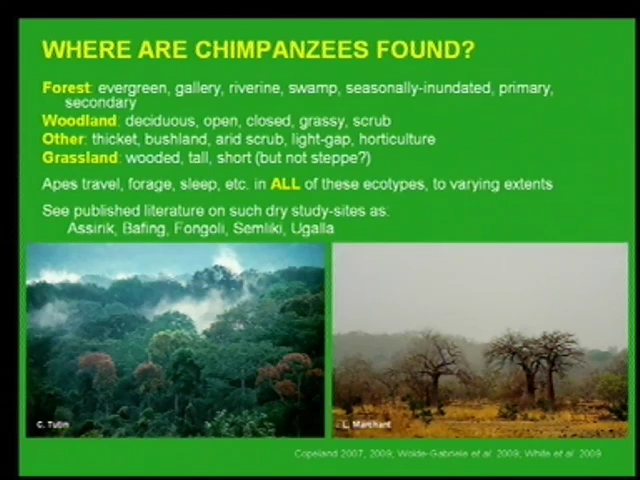 WHERE ARE CHIMPANZEES FOUND?
Forest: evergreen, gallery, riverine, swamp, seasonally-inundated, primary,
secondary
Woodland: deciduous, open, closed, grassy, scrub
Other: thicket, bushland, arid scrub, light-gap, horticulture
Grassland: wooded, tall, short (but not steppe?)
Apes travel, forage, sleep, etc. in ALL of these ecotypes, to varying extents
See published literature on such dry study-sites as:
Assirik, Bafing, Fongoli, Semliki, Ugalla
C. Tutin
L. Marchant
Copeland 2007, 2009; Wolde-Gabriele et al. 2009; White et al. 2009